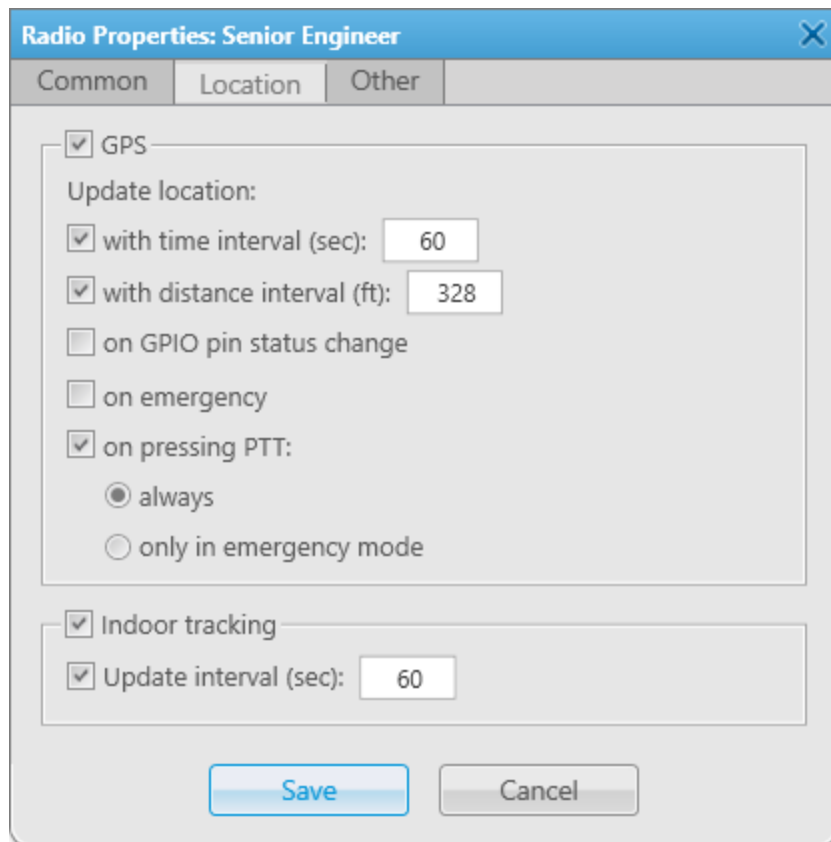 Radio Properties: Senior Engineer
Common Location Other
GPS
Update location:
with time interval (sec): 60
with distance interval (ft): 328
on GPIO pin status change
on emergency
on pressing PTT:
always
only in emergency mode
Indoor tracking
Update interval (sec): 60
Save Cancel